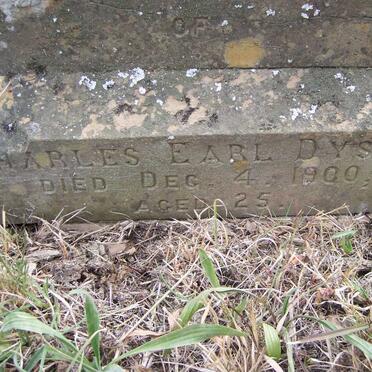 OF
HARLES EARL DYS
DIED DEC. 4, 1900,
AGED 25